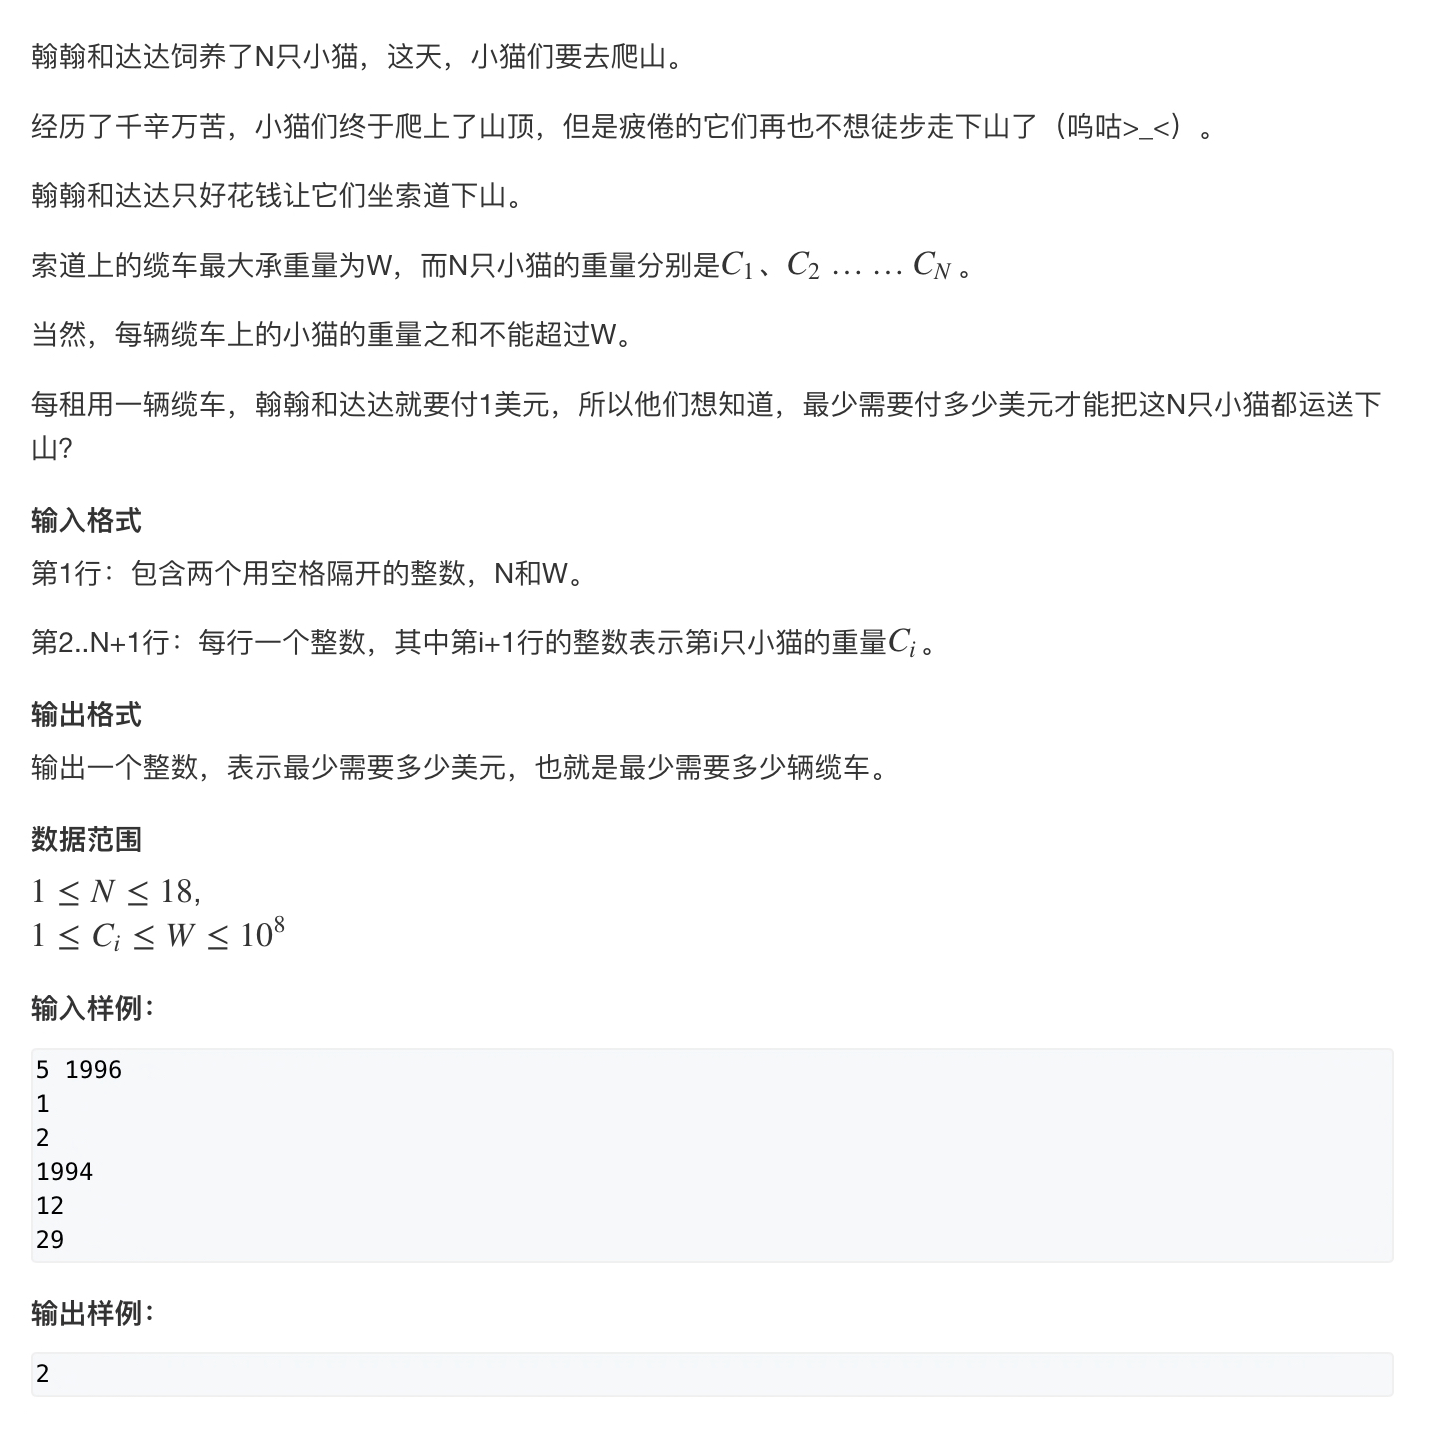 翰翰和达达饲养了N只小猫，这天，小猫们要去爬山。
经历了千辛万苦，小猫们终于爬上了山顶，但是疲倦的它们再也不想徒步走下山了（呜咕>_<）。
翰翰和达达只好花钱让它们坐索道下山。
索道上的缆车最大承重量为W，而N只小猫的重量分别是C₁、C₂ …… C_N。
当然，每辆缆车上的小猫的重量之和不能超过W。
每租用一辆缆车，翰翰和达达就要付1美元，所以他们想知道，最少需要付多少美元才能把这N只小猫都运送下
山？
输入格式
第1行：包含两个用空格隔开的整数，N和W。
第2..N+1行：每行一个整数，其中第i+1行的整数表示第i只小猫的重量Cᵢ。
输出格式
输出一个整数，表示最少需要多少美元，也就是最少需要多少辆缆车。
数据范围
1 ≤ N ≤ 18,
1 ≤ Cᵢ ≤ W ≤ 10⁸
输入样例：
5 1996
1
2
1994
12
29
输出样例：
2